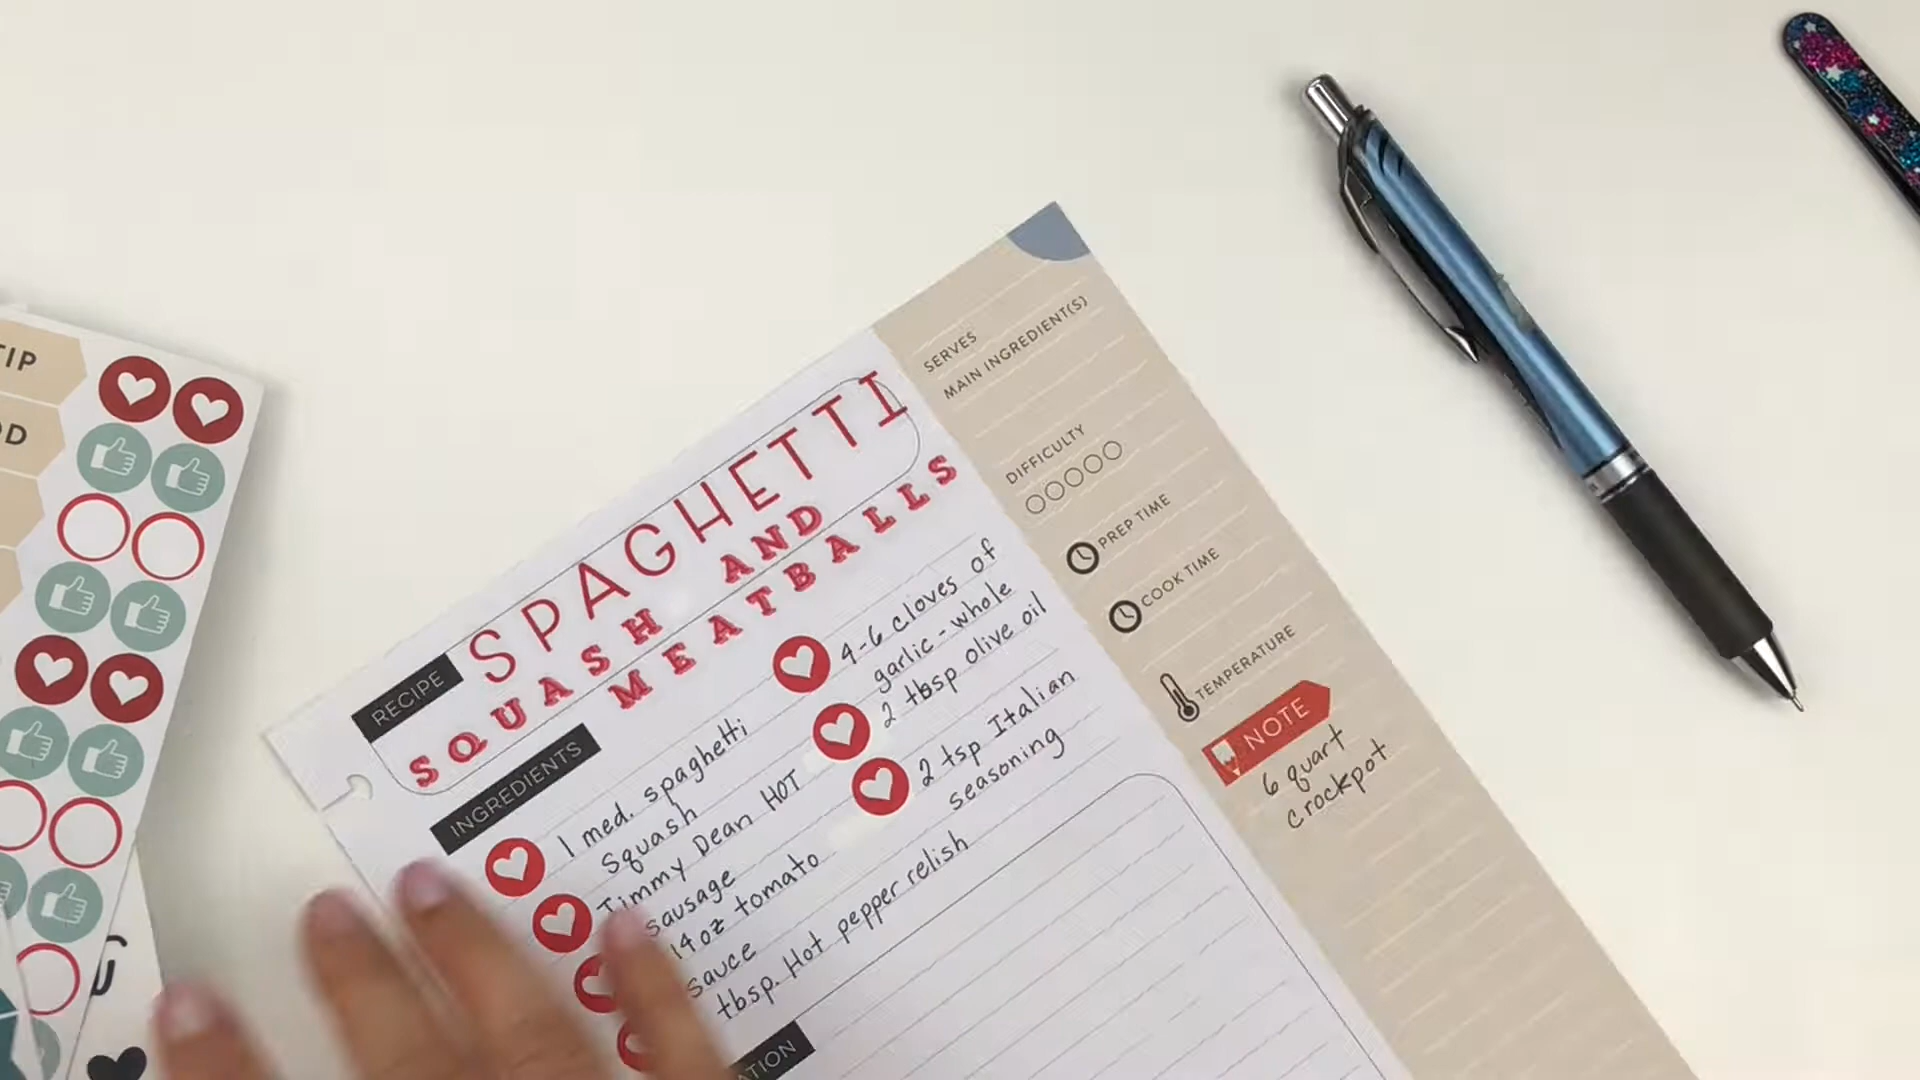 TIP
RECIPE
SPAGHETTI
SQUASH AND
MEATBALLS
INGREDIENTS
1 med. spaghetti
squash
Jimmy Dean HOT
sausage
14oz tomato
sauce
tbsp. Hot pepper relish
4-6 cloves of
garlic - whole
2 tbsp olive oil
2 tsp Italian
seasoning
SERVES
MAIN INGREDIENT(S)
DIFFICULTY
PREP TIME
COOK TIME
TEMPERATURE
NOTE
6 quart
crockpot